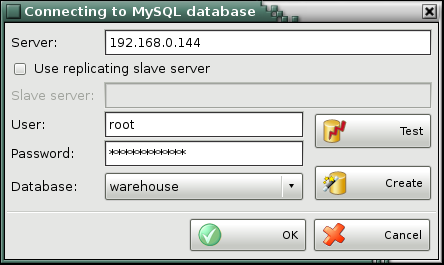 Connecting to MySQL database
Server: 192.168.0.144
Use replicating slave server
Slave server:
User: root
Test
Password: ***********
Database: warehouse
Create
OK Cancel